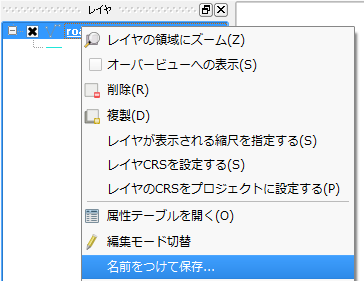 レイヤ
roa
レイヤの領域にズーム(Z)
オーバービューへの表示(S)
削除(R)
複製(D)
レイヤが表示される縮尺を指定する(S)
レイヤCRSを設定する(S)
レイヤのCRSをプロジェクトに設定する(P)
属性テーブルを開く(O)
編集モード切替
名前をつけて保存...